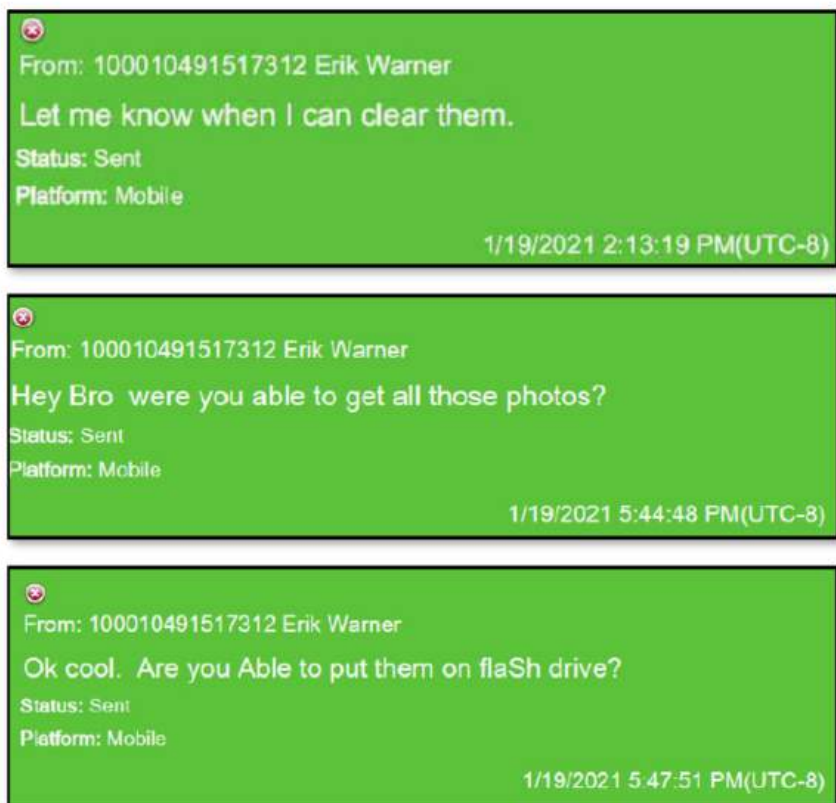 From: 100010491517312 Erik Warner
Let me know when I can clear them.
Status: Sent
Platform: Mobile
1/19/2021 2:13:19 PM(UTC-8)
From: 100010491517312 Erik Warner
Hey Bro  were you able to get all those photos?
Status: Sent
Platform: Mobile
1/19/2021 5:44:48 PM(UTC-8)
From: 100010491517312 Erik Warner
Ok cool.  Are you Able to put them on flaSh drive?
Status: Sent
Platform: Mobile
1/19/2021 5:47:51 PM(UTC-8)